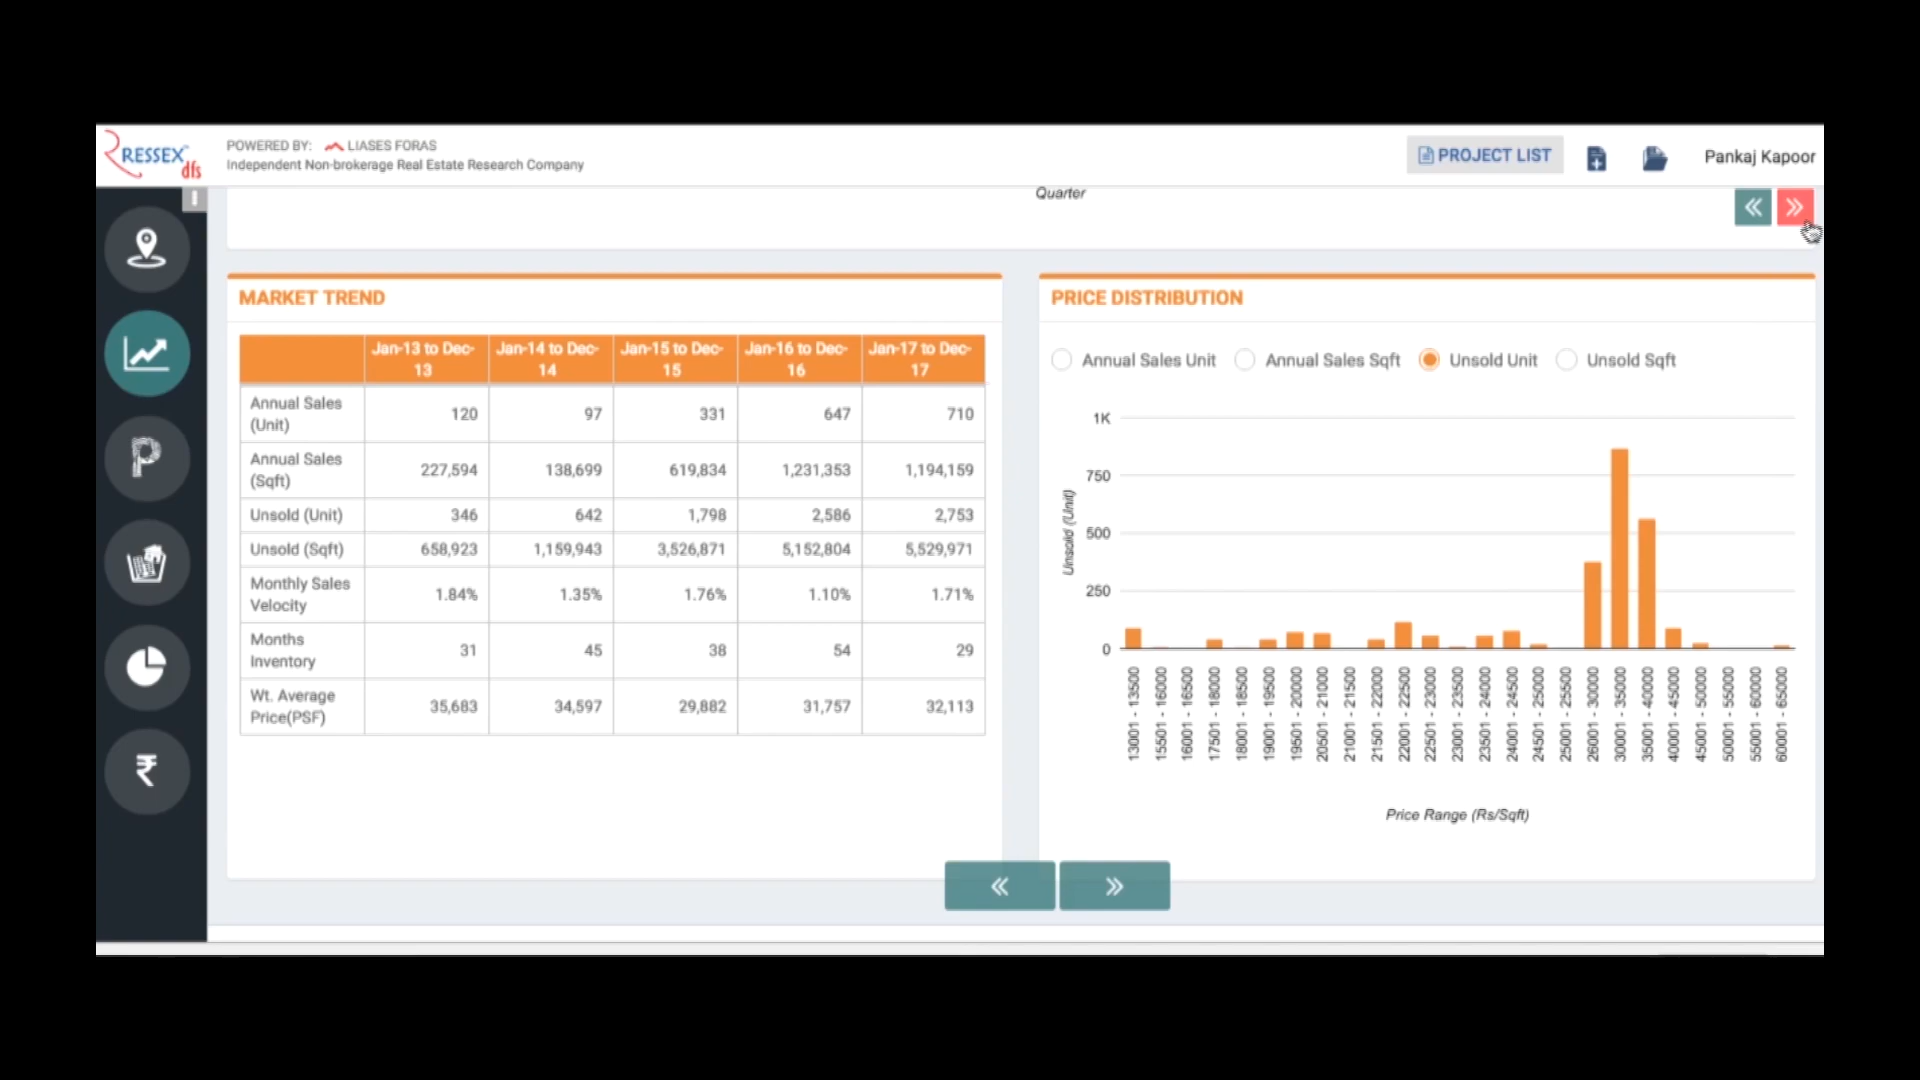 RESSEX dfs
POWERED BY: LIASES FORAS
Independent Non-brokerage Real Estate Research Company
PROJECT LIST
Pankaj Kapoor
Quarter
MARKET TREND
Jan-13 to Dec-13 Jan-14 to Dec-14 Jan-15 to Dec-15 Jan-16 to Dec-16 Jan-17 to Dec-17
Annual Sales (Unit) 120 97 331 647 710
Annual Sales (Sqft) 227,594 138,699 619,834 1,231,353 1,194,159
Unsold (Unit) 346 642 1,798 2,586 2,753
Unsold (Sqft) 658,923 1,159,943 3,526,871 5,152,804 5,529,971
Monthly Sales Velocity 1.84% 1.35% 1.76% 1.10% 1.71%
Months Inventory 31 45 38 54 29
Wt. Average Price(PSF) 35,683 34,597 29,882 31,757 32,113
PRICE DISTRIBUTION
Annual Sales Unit Annual Sales Sqft Unsold Unit Unsold Sqft
1K
750
500
250
0
Unsold (Unit)
13001 - 13500
15501 - 16000
16001 - 16500
17501 - 18000
18001 - 18500
19001 - 19500
19501 - 20000
20501 - 21000
21001 - 21500
21501 - 22000
22001 - 22500
22501 - 23000
23001 - 23500
23501 - 24000
24001 - 24500
24501 - 25000
25001 - 25500
26001 - 30000
30001 - 35000
35001 - 40000
40001 - 45000
45001 - 50000
50001 - 55000
55001 - 60000
60001 - 65000
Price Range (Rs/Sqft)